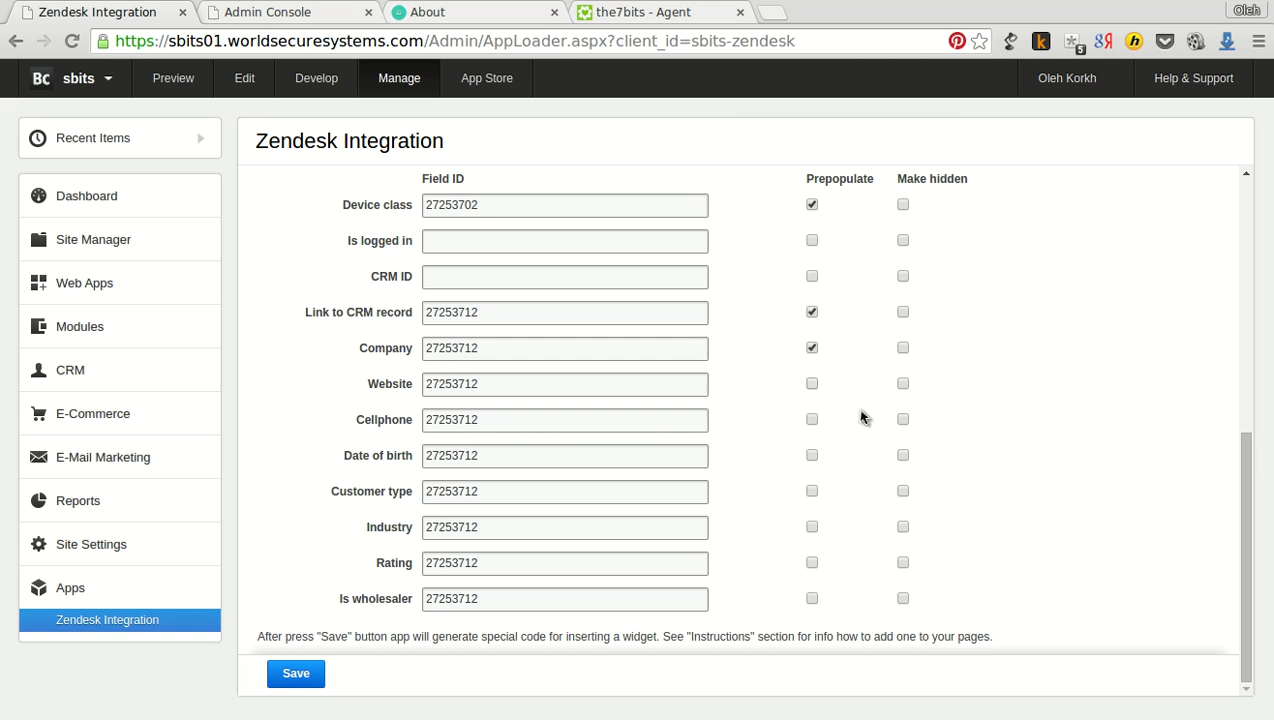 Zendesk Integration
Admin Console
About
the7bits - Agent
Oleh
https://sbits01.worldsecuresystems.com/Admin/AppLoader.aspx?client_id=sbits-zendesk
5
k
g Я
h
Bc sbits
Preview
Edit
Develop
Manage
App Store
Oleh Korkh
Help & Support
Recent Items
Dashboard
Site Manager
Web Apps
Modules
CRM
E-Commerce
E-Mail Marketing
Reports
Site Settings
Apps
Zendesk Integration
Zendesk Integration
Field ID Prepopulate Make hidden
Device class 27253702
Is logged in
CRM ID
Link to CRM record 27253712
Company 27253712
Website 27253712
Cellphone 27253712
Date of birth 27253712
Customer type 27253712
Industry 27253712
Rating 27253712
Is wholesaler 27253712
After press "Save" button app will generate special code for inserting a widget. See "Instructions" section for info how to add one to your pages.
Save